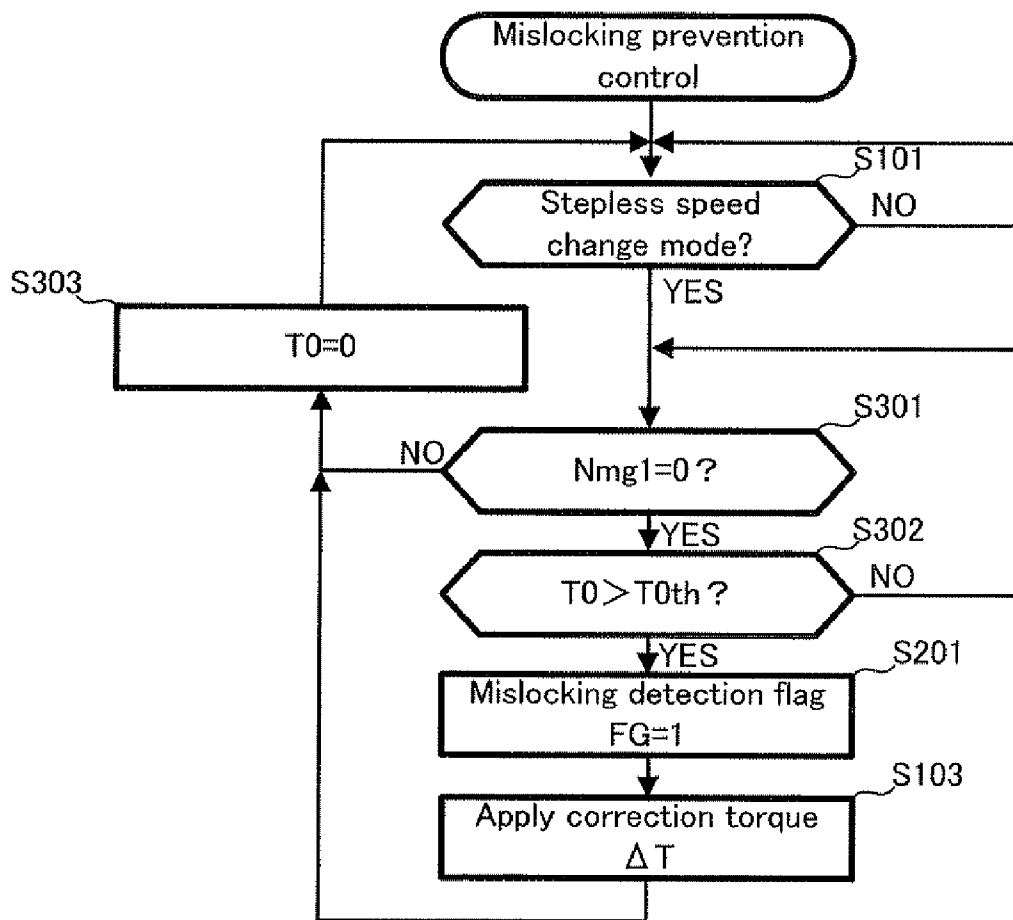 Mislocking prevention
control
S101
Stepless speed
change mode?
NO
YES
S303
T0=0
S301
Nmg1=0?
NO
YES
S302
T0>T0th?
NO
YES
S201
Mislocking detection flag
FG=1
S103
Apply correction torque
ΔT